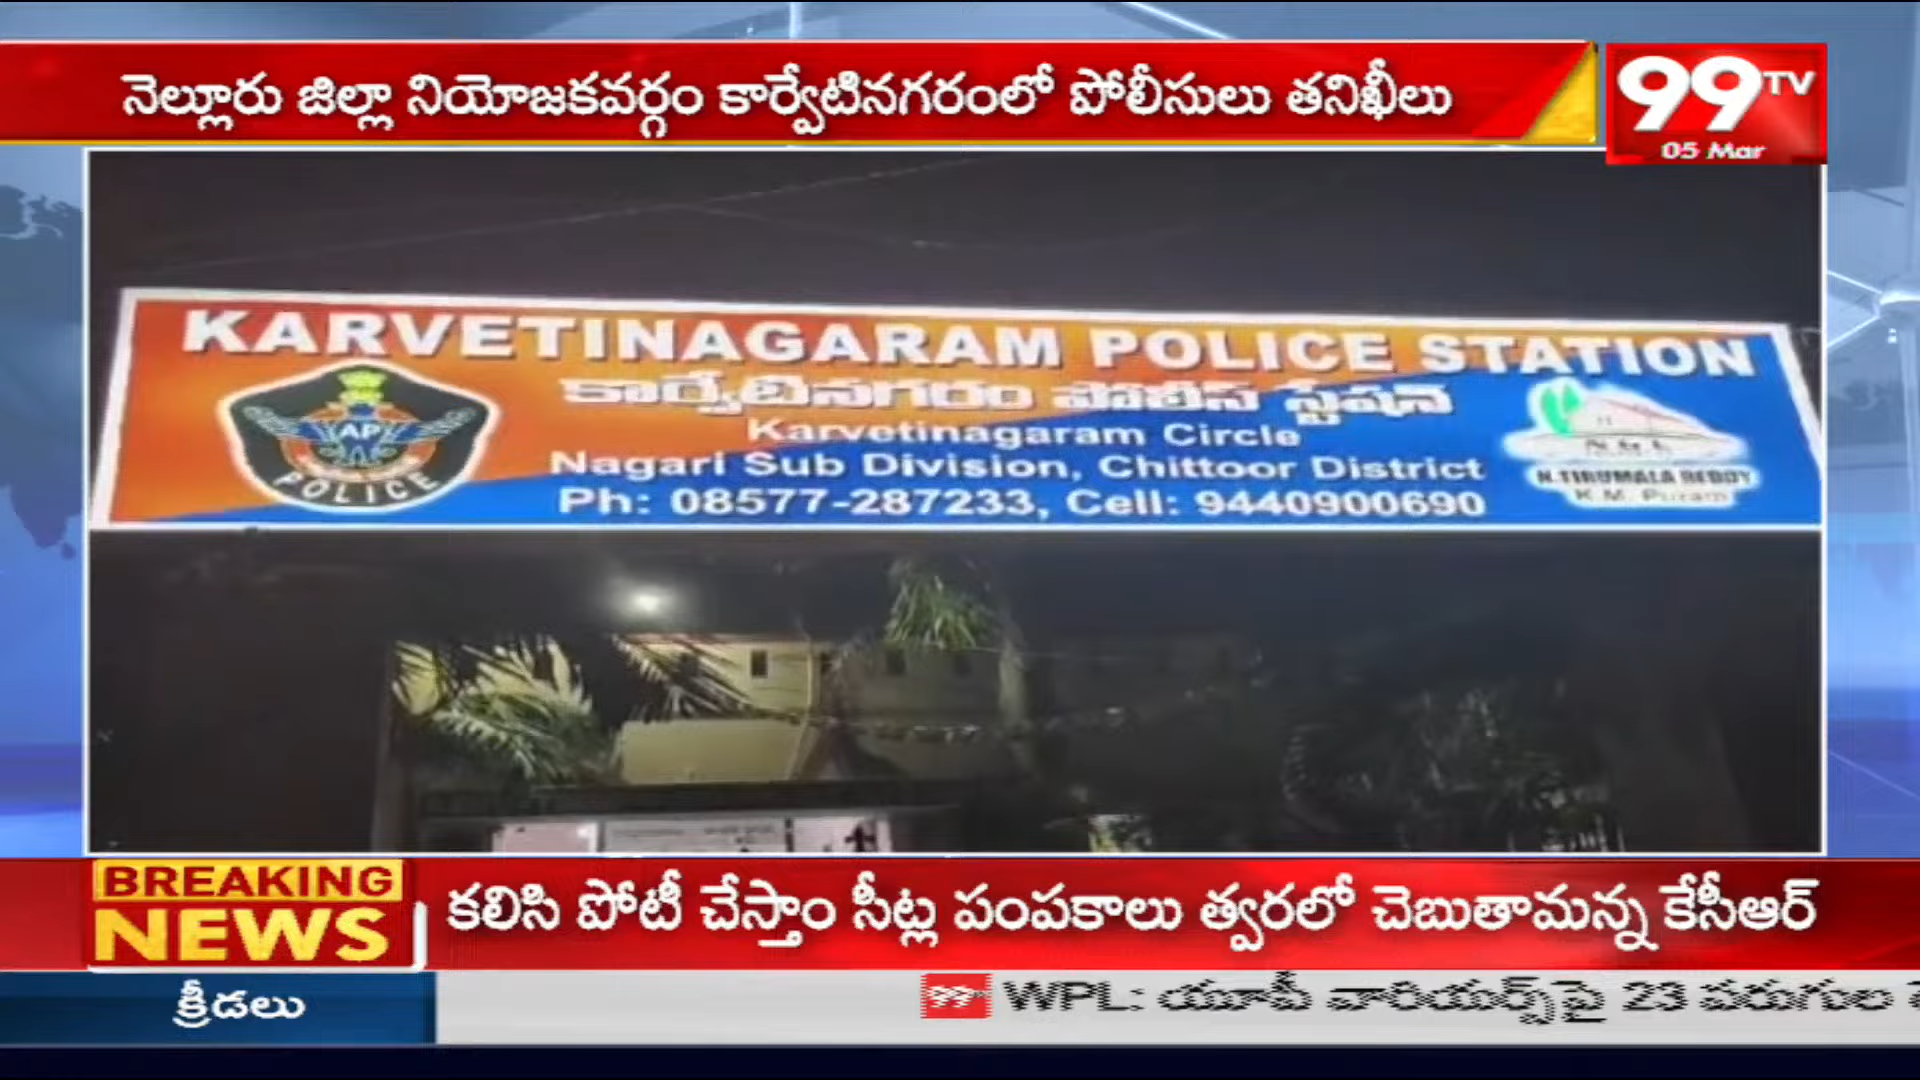 నెల్లూరు జిల్లా నియోజకవర్గం కార్వేటినగరంలో పోలీసులు తనిఖీలు
99 TV
05 Mar
KARVETINAGARAM POLICE STATION
కార్వేటినగరం పోలీస్ స్టేషన్
Karvetinagaram Circle
Nagari Sub Division, Chittoor District
Ph: 08577-287233, Cell: 9440900690
AP
POLICE
N.TIRUMALA REDDY
K.M. Puram
BREAKING
NEWS
కలిసి పోటీ చేస్తాం సీట్ల పంపకాలు త్వరలో చెబుతామన్న కేసీఆర్
క్రీడలు
99 WPL: యూపీ వారియర్స్‌పై 23 పరుగుల